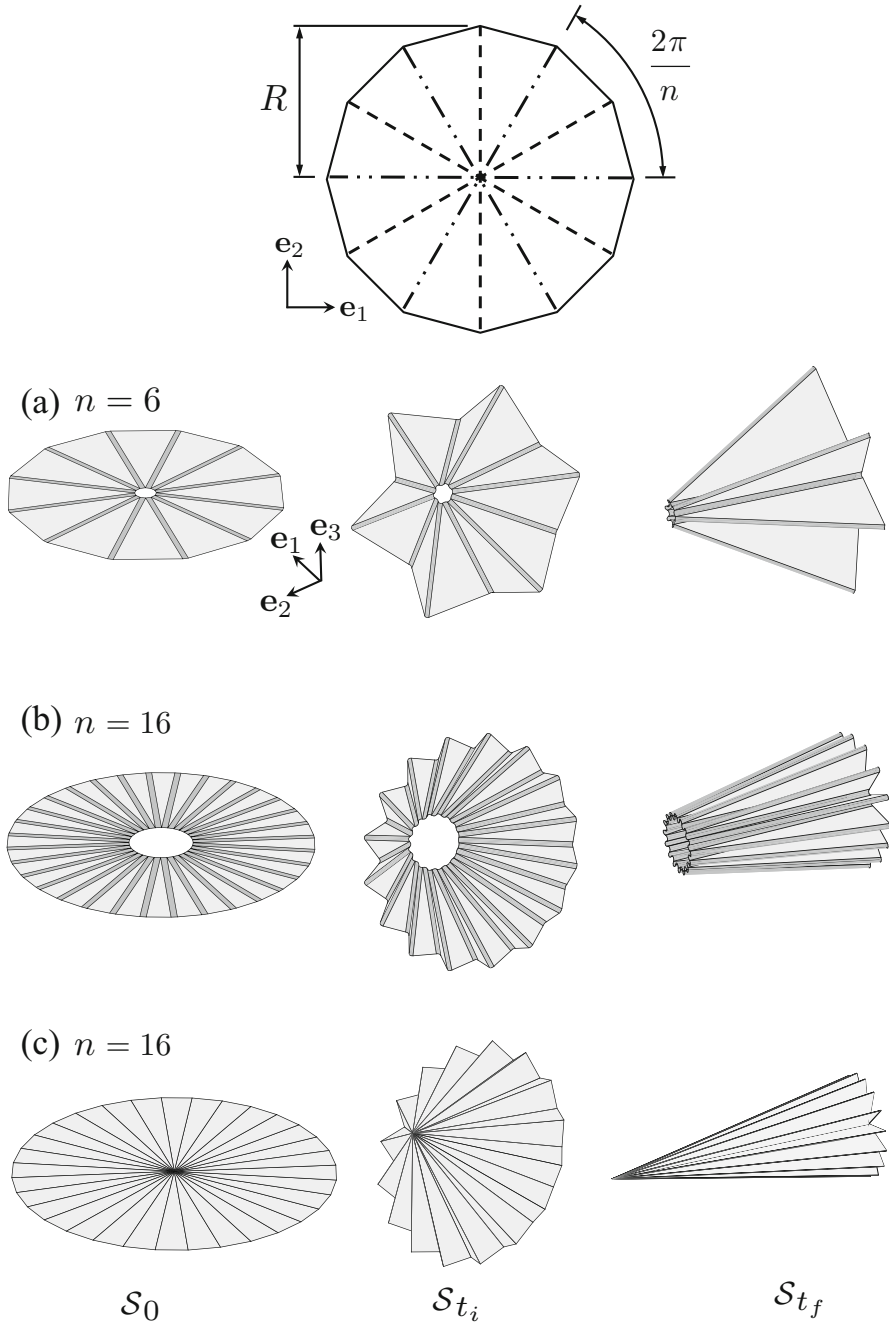 R
2π
n
e2
e1
(a) n = 6
e1 e3
e2
(b) n = 16
(c) n = 16
𝒮0 𝒮ti 𝒮tf